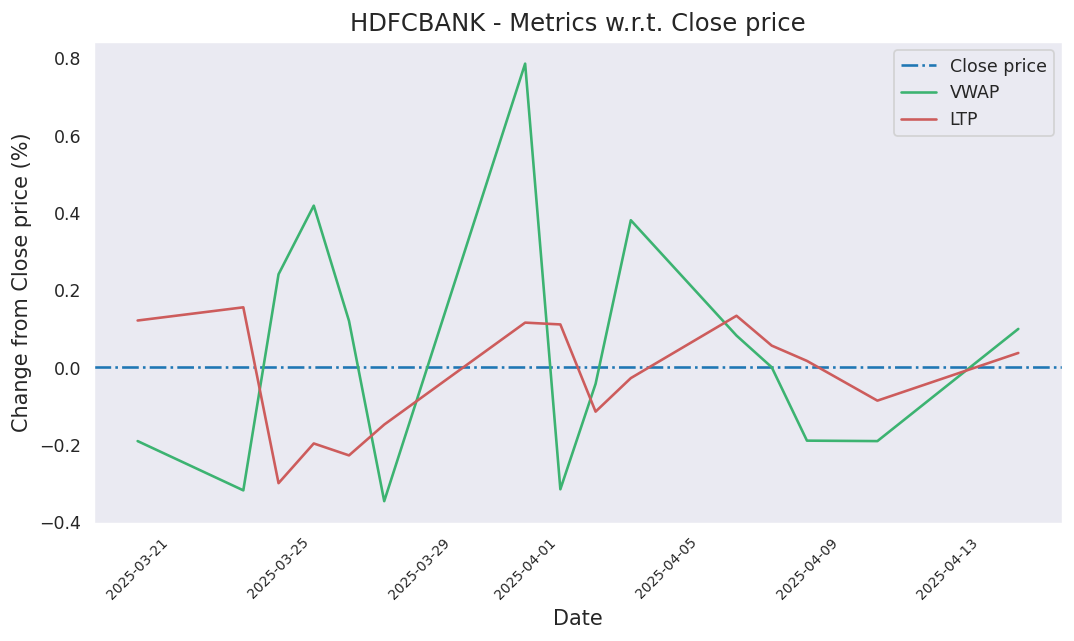 HDFCBANK - Metrics w.r.t. Close price
Close price
VWAP
LTP
Change from Close price (%)
0.8
0.6
0.4
0.2
0.0
−0.2
−0.4
2025-03-21
2025-03-25
2025-03-29
2025-04-01
2025-04-05
2025-04-09
2025-04-13
Date